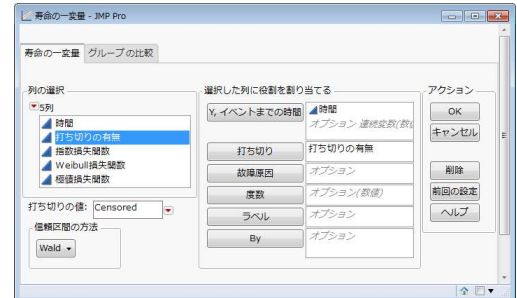 寿命の一変量 - JMP Pro
寿命の一変量 グループの比較
列の選択
5列
時間
打ち切りの有無
指数損失関数
Weibull損失関数
極値損失関数
打ち切りの値: Censored
信頼区間の方法
Wald
選択した列に役割を割り当てる
Y, イベントまでの時間 時間
オプション 連続変数(数値
打ち切り 打ち切りの有無
故障原因 オプション
度数 オプション(数値)
ラベル オプション
By オプション
アクション
OK
キャンセル
削除
前回の設定
ヘルプ